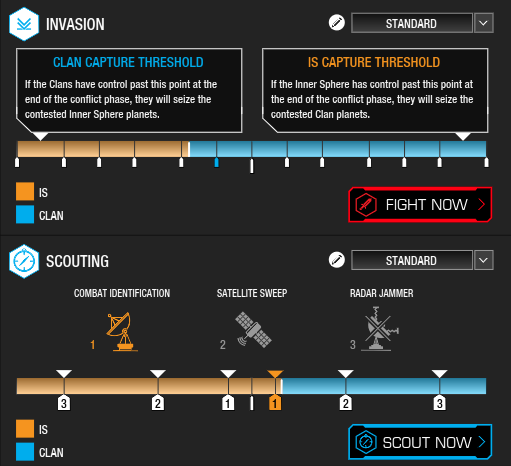 INVASION
STANDARD
CLAN CAPTURE THRESHOLD
If the Clans have control past this point at the
end of the conflict phase, they will seize the
contested Inner Sphere planets.
IS CAPTURE THRESHOLD
If the Inner Sphere has control past this point at
the end of the conflict phase, they will seize the
contested Clan planets.
IS
CLAN
FIGHT NOW
SCOUTING
STANDARD
COMBAT IDENTIFICATION
SATELLITE SWEEP
RADAR JAMMER
1
2
3
3
2
1
1
2
3
IS
CLAN
SCOUT NOW